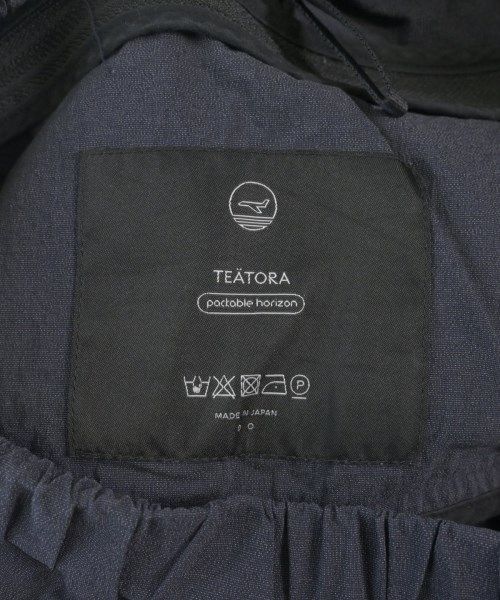 TEÄTORA
packable horizon
MADE IN JAPAN